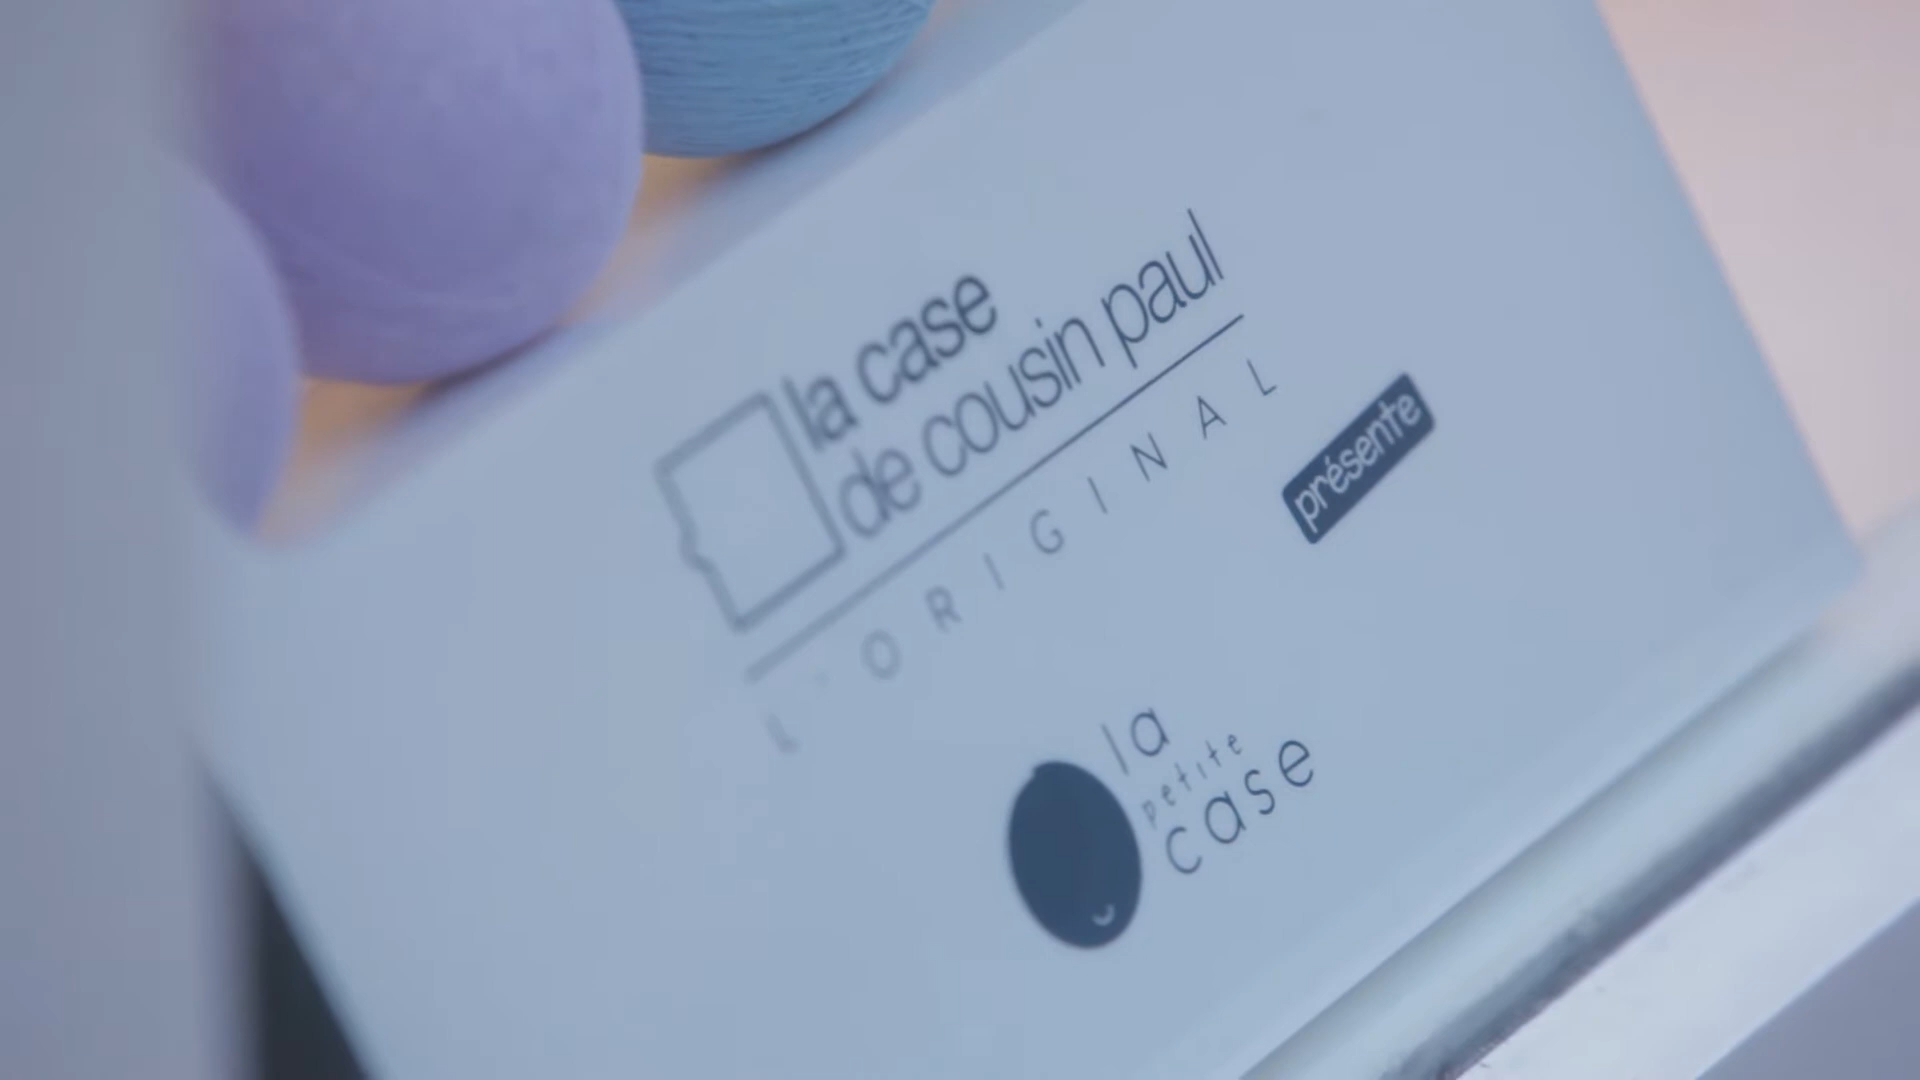 la case
de cousin paul
L'ORIGINAL
présente
la
petite
case